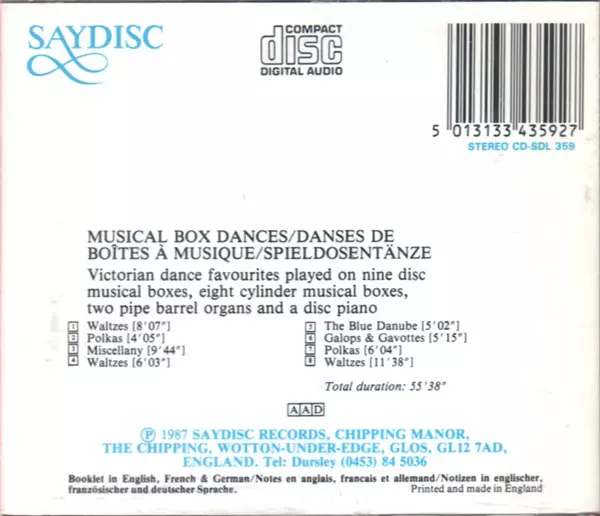 SAYDISC
COMPACT
disc
DIGITAL AUDIO
5 013133 435927
STEREO CD-SDL 359
MUSICAL BOX DANCES/DANSES DE
BOÎTES À MUSIQUE/SPIELDOSENTÄNZE
Victorian dance favourites played on nine disc
musical boxes, eight cylinder musical boxes,
two pipe barrel organs and a disc piano
1 Waltzes [8'07"]
2 Polkas [4'05"]
3 Miscellany [9'44"]
4 Waltzes [6'03"]
5 The Blue Danube [5'02"]
6 Galops & Gavottes [5'15"]
7 Polkas [6'04"]
8 Waltzes [11'38"]
Total duration: 55'38"
AAD
Ⓟ 1987 SAYDISC RECORDS, CHIPPING MANOR,
THE CHIPPING, WOTTON-UNDER-EDGE, GLOS, GL12 7AD,
ENGLAND. Tel: Dursley (0453) 84 5036
Booklet in English, French & German/Notes en anglais, francais et allemand/Notizen in englischer,
französischer und deutscher Sprache.
Printed and made in England